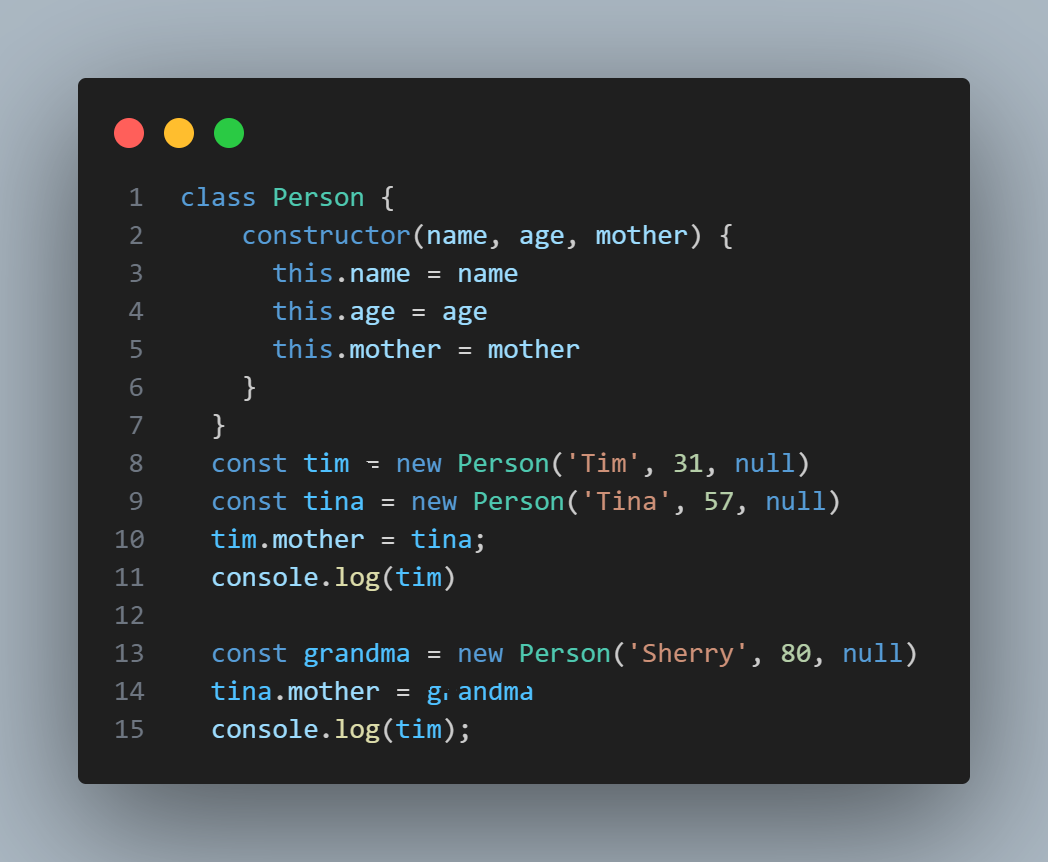 1 class Person {
2 constructor(name, age, mother) {
3 this.name = name
4 this.age = age
5 this.mother = mother
6 }
7 }
8 const tim = new Person('Tim', 31, null)
9 const tina = new Person('Tina', 57, null)
10 tim.mother = tina;
11 console.log(tim)
12
13 const grandma = new Person('Sherry', 80, null)
14 tina.mother = grandma
15 console.log(tim);